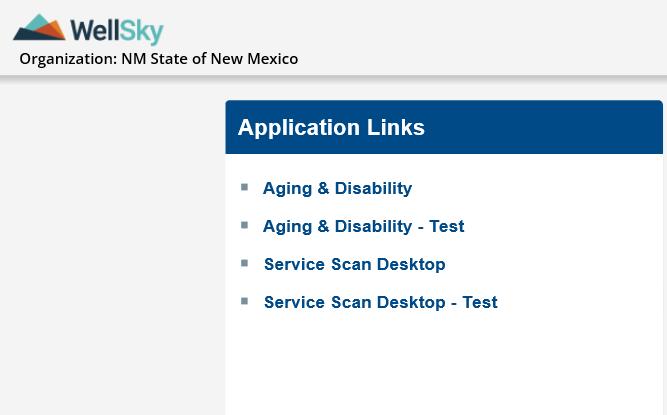 WellSky
Organization: NM State of New Mexico
Application Links
Aging & Disability
Aging & Disability - Test
Service Scan Desktop
Service Scan Desktop - Test